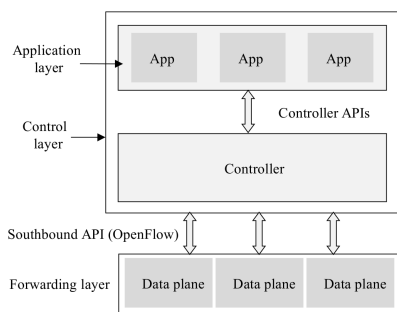 Application
layer
App App App
Controller APIs
Control
layer
Controller
Southbound API (OpenFlow)
Forwarding layer
Data plane Data plane Data plane